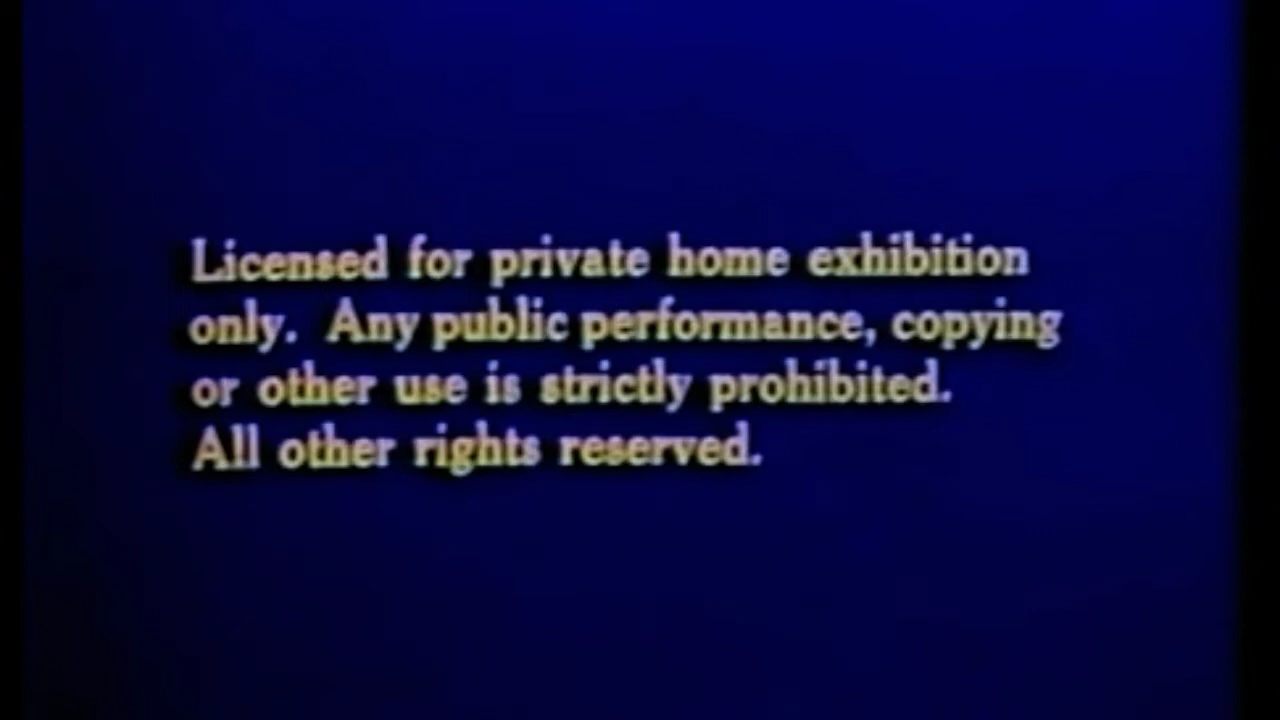 Licensed for private home exhibition
only. Any public performance, copying
or other use is strictly prohibited.
All other rights reserved.